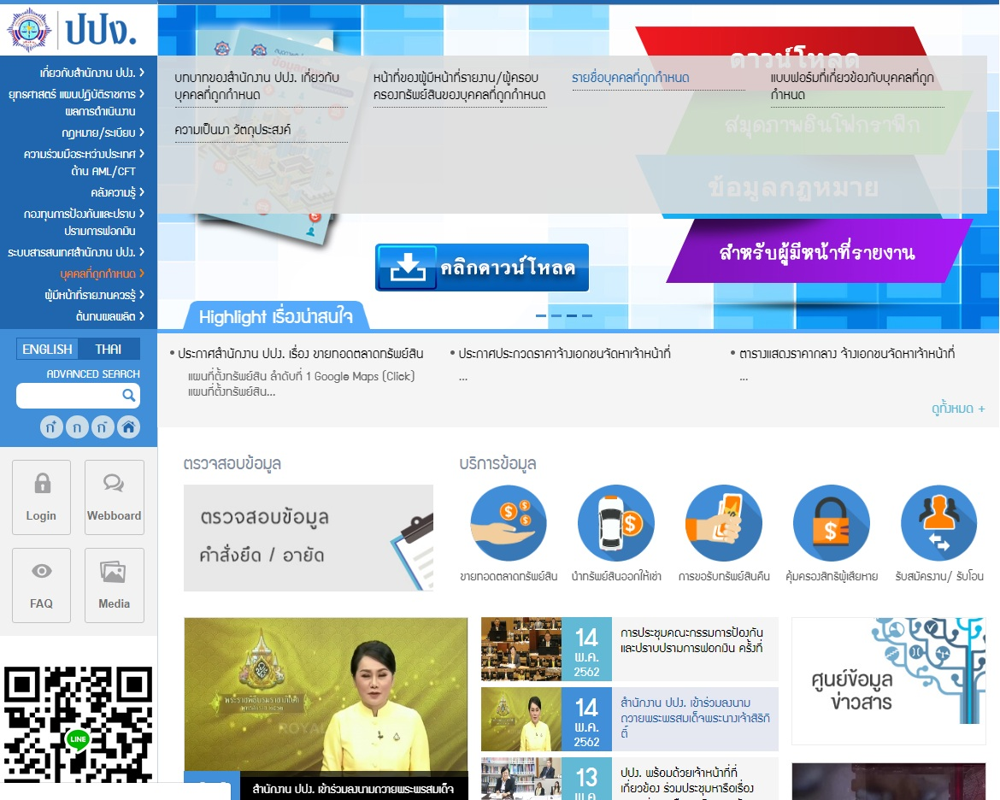 ปปง.
เกี่ยวกับสำนักงาน ปปง.
ยุทธศาสตร์ แผนปฏิบัติราชการ
ผลการดำเนินงาน
กฎหมาย/ระเบียบ
ความร่วมมือระหว่างประเทศ
ด้าน AML/CFT
คลังความรู้
กองทุนการป้องกันและปราบ
ปรามการฟอกเงิน
ระบบสารสนเทศสำนักงาน ปปง.
บุคคลที่ถูกกำหนด
ผู้มีหน้าที่รายงานควรรู้
ต้นทนผลผลิต
ENGLISH THAI
ADVANCED SEARCH
ก+ ก ก-
Login Webboard
FAQ Media
LINE
บทบาทของสำนักงาน ปปง. เกี่ยวกับ
บุคคลที่ถูกกำหนด
ความเป็นมา วัตถุประสงค์
หน้าที่ของผู้มีหน้าที่รายงาน/ผู้ครอบ
ครองทรัพย์สินของบุคคลที่ถูกกำหนด
รายชื่อบุคคลที่ถูกกำหนด
แบบฟอร์มที่เกี่ยวข้องกับบุคคลที่ถูก
กำหนด
ดาวน์โหลด
สมุดภาพอินโฟกราฟิก
ข้อมูลกฎหมาย
สำหรับผู้มีหน้าที่รายงาน
คลิกดาวน์โหลด
Highlight เรื่องน่าสนใจ
• ประกาศสำนักงาน ปปง. เรื่อง ขายทอดตลาดทรัพย์สิน
แผนที่ตั้งทรัพย์สิน ลำดับที่ 1 Google Maps (Click)
แผนที่ตั้งทรัพย์สิน...
• ประกาศประกวดราคาจ้างเอกชนจัดหาเจ้าหน้าที่
...
• ตารางแสดงราคากลาง จ้างเอกชนจัดหาเจ้าหน้าที่
...
ดูทั้งหมด +
ตรวจสอบข้อมูล
ตรวจสอบข้อมูล
คำสั่งยึด / อายัด
บริการข้อมูล
ขายทอดตลาดทรัพย์สิน
นำทรัพย์สินออกให้เช่า
การขอรับทรัพย์สินคืน
คุ้มครองสิทธิผู้เสียหาย
รับสมัครงาน/ รับโอน
พระราชพิธีบรมราชาภิเษก
สำนักงาน ปปง. เข้าร่วมลงนามถวายพระพรสมเด็จ
14
พ.ค.
2562
การประชุมคณะกรรมการป้องกัน
และปราบปรามการฟอกเงิน ครั้งที่
14
พ.ค.
2562
สำนักงาน ปปง. เข้าร่วมลงนาม
ถวายพระพรสมเด็จพระนางเจ้าสิริกิ
ติ์
13
พ.ค.
ปปง. พร้อมด้วยเจ้าหน้าที่ที่
เกี่ยวข้อง ร่วมประชุมหารือเรื่อง
ศูนย์ข้อมูล
ข่าวสาร